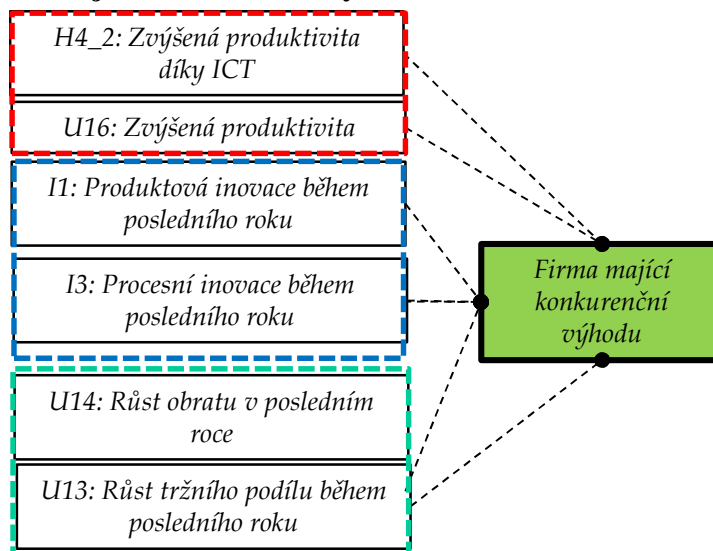 H4_2: Zvýšená produktivita
díky ICT
U16: Zvýšená produktivita
I1: Produktová inovace během
posledního roku
I3: Procesní inovace během
posledního roku
Firma mající
konkurenční
výhodu
U14: Růst obratu v posledním
roce
U13: Růst tržního podílu během
posledního roku